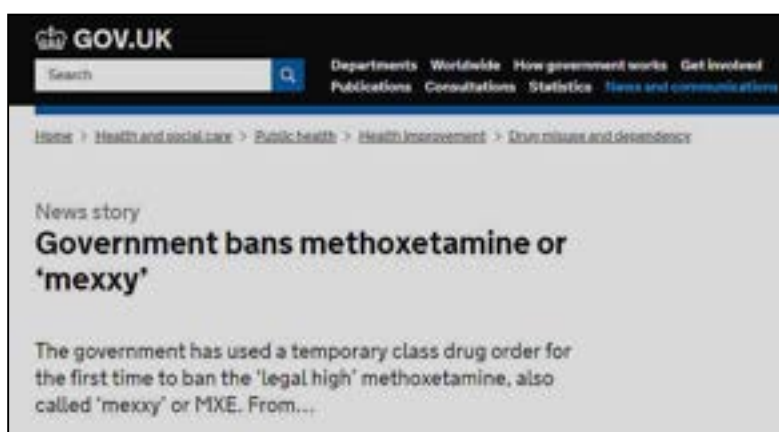 GOV.UK
Search
Departments Worldwide How government works Get involved
Publications Consultations Statistics News and communications
Home > Health and social care > Public health > Health improvement > Drug misuse and dependency
News story
Government bans methoxetamine or
‘mexxy’
The government has used a temporary class drug order for
the first time to ban the ‘legal high’ methoxetamine, also
called ‘mexxy’ or MXE. From...